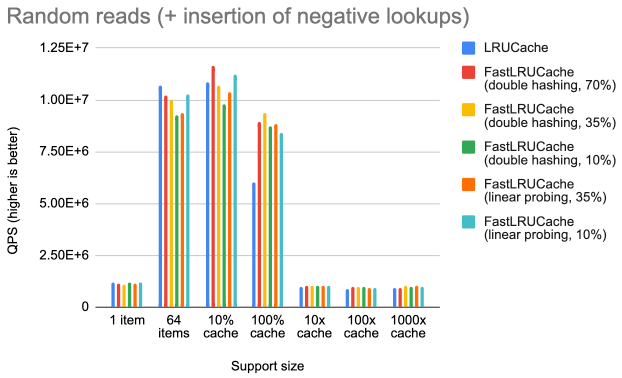 Random reads (+ insertion of negative lookups)
QPS (higher is better)
1.25E+7
1.00E+7
7.50E+6
5.00E+6
2.50E+6
0
1 item
64
items
10%
cache
100%
cache
10x
cache
100x
cache
1000x
cache
Support size
LRUCache
FastLRUCache
(double hashing, 70%)
FastLRUCache
(double hashing, 35%)
FastLRUCache
(double hashing, 10%)
FastLRUCache
(linear probing, 35%)
FastLRUCache
(linear probing, 10%)